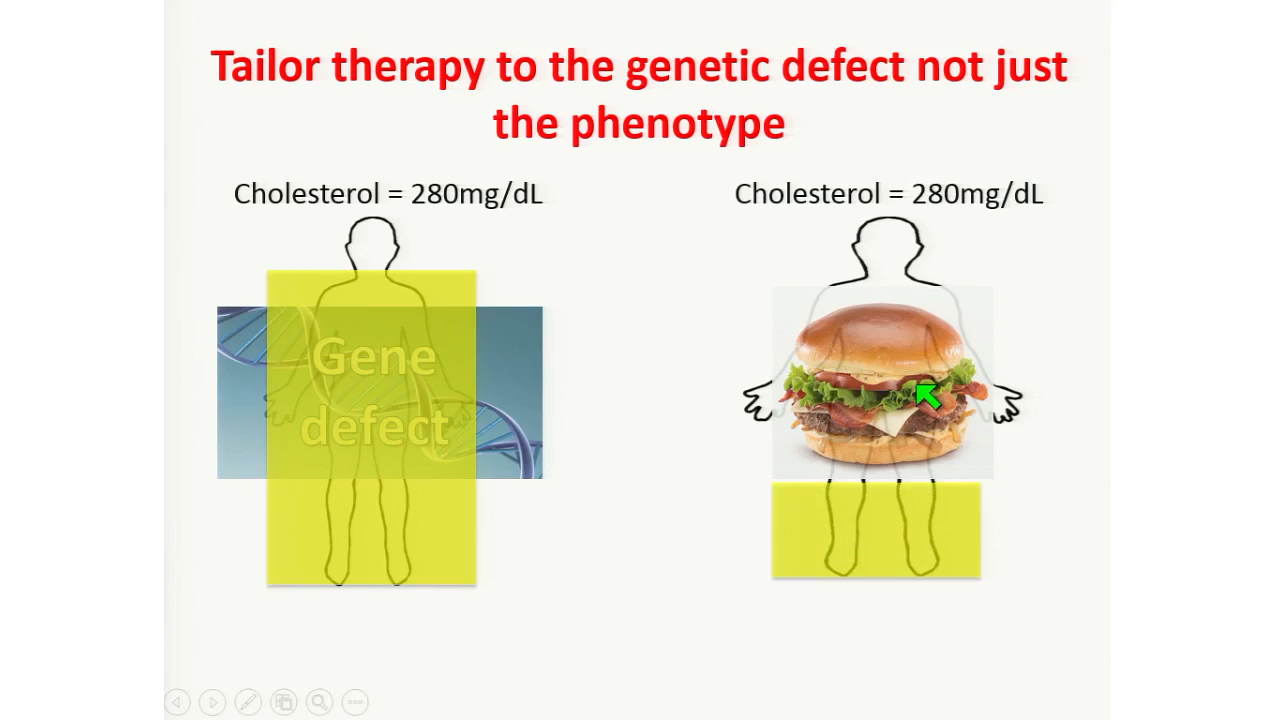 Tailor therapy to the genetic defect not just
the phenotype
Cholesterol = 280mg/dL
Cholesterol = 280mg/dL
Gene
defect